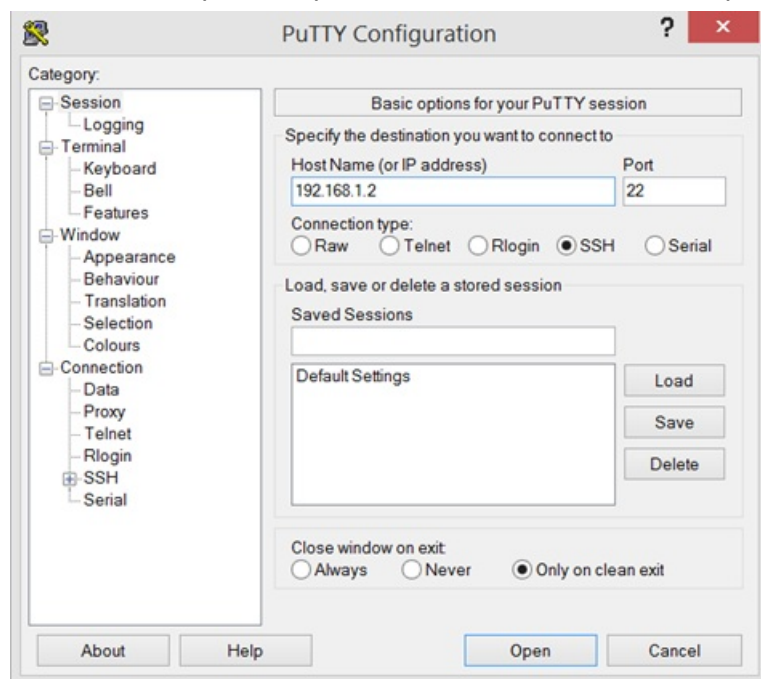 PuTTY Configuration
? ×
Category:
Session
Logging
Terminal
Keyboard
Bell
Features
Window
Appearance
Behaviour
Translation
Selection
Colours
Connection
Data
Proxy
Telnet
Rlogin
SSH
Serial
Basic options for your PuTTY session
Specify the destination you want to connect to
Host Name (or IP address) Port
192.168.1.2 22
Connection type:
Raw Telnet Rlogin SSH Serial
Load, save or delete a stored session
Saved Sessions
Default Settings
Load
Save
Delete
Close window on exit:
Always Never Only on clean exit
About Help Open Cancel